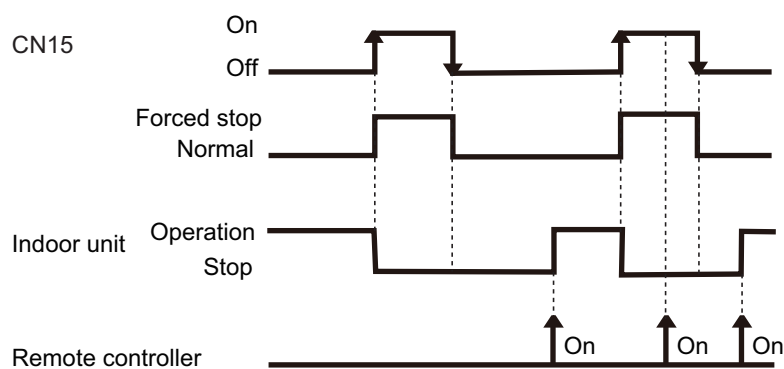 On
CN15
Off
Forced stop
Normal
Operation
Indoor unit
Stop
On On On
Remote controller